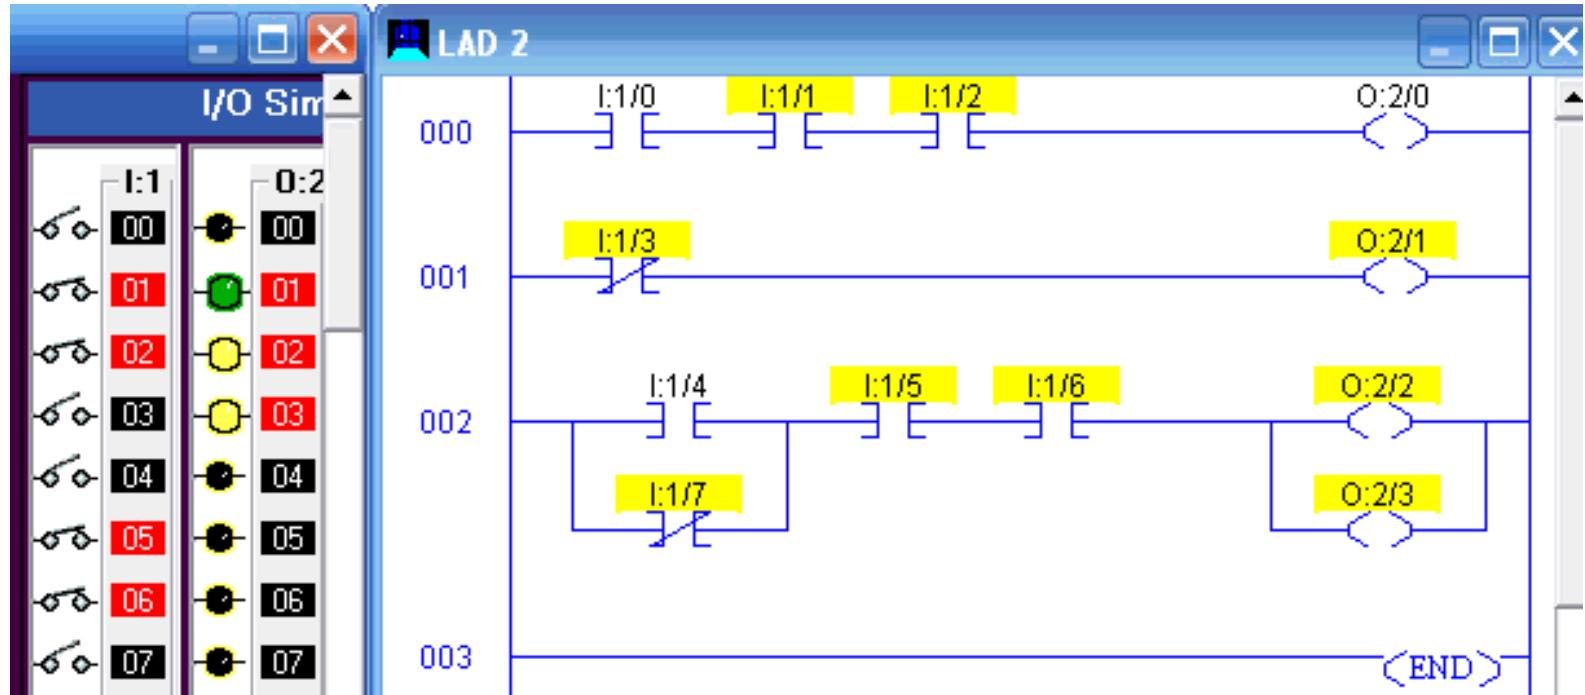 LAD 2
I/O Sim
I:1 O:2
00 00
01 01
02 02
03 03
04 04
05 05
06 06
07 07
I:1/0 I:1/1 I:1/2 O:2/0
000
I:1/3 O:2/1
001
I:1/4 I:1/5 I:1/6 O:2/2
002
I:1/7 O:2/3
003 END